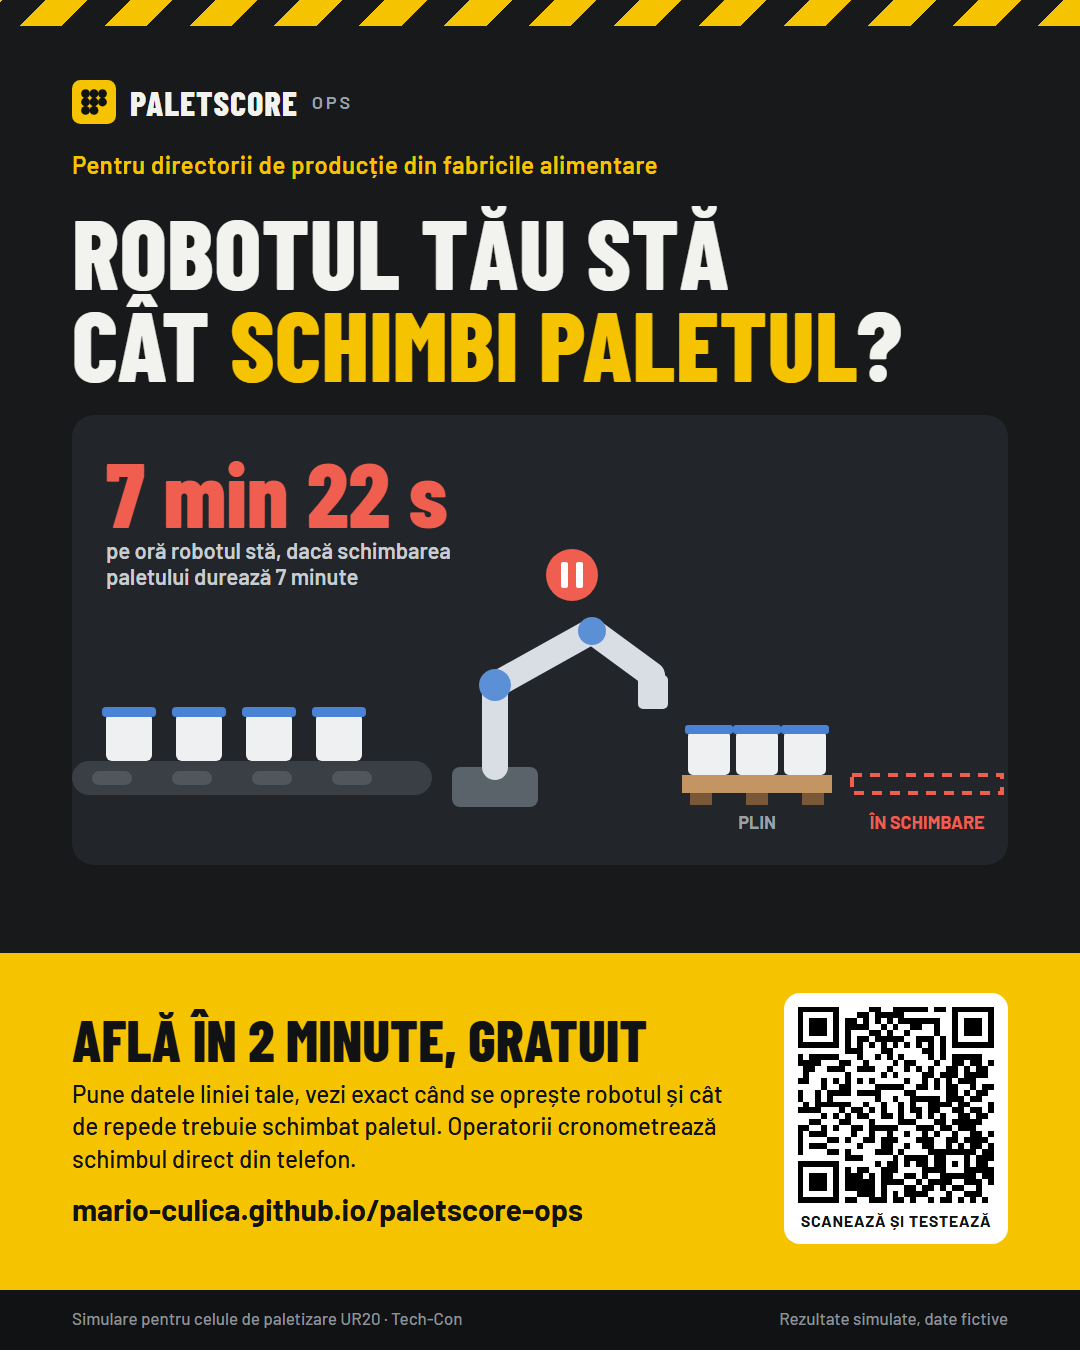 PALETSCORE OPS
Pentru directorii de producție din fabricile alimentare
ROBOTUL TĂU STĂ
CÂT SCHIMBI PALETUL?
7 min 22 s
pe oră robotul stă, dacă schimbarea
paletului durează 7 minute
PLIN
ÎN SCHIMBARE
AFLĂ ÎN 2 MINUTE, GRATUIT
Pune datele liniei tale, vezi exact când se oprește robotul și cât
de repede trebuie schimbat paletul. Operatorii cronometrează
schimbul direct din telefon.
mario-culica.github.io/paletscore-ops
SCANEAZĂ ȘI TESTEAZĂ
Simulare pentru celule de paletizare UR20 · Tech-Con
Rezultate simulate, date fictive